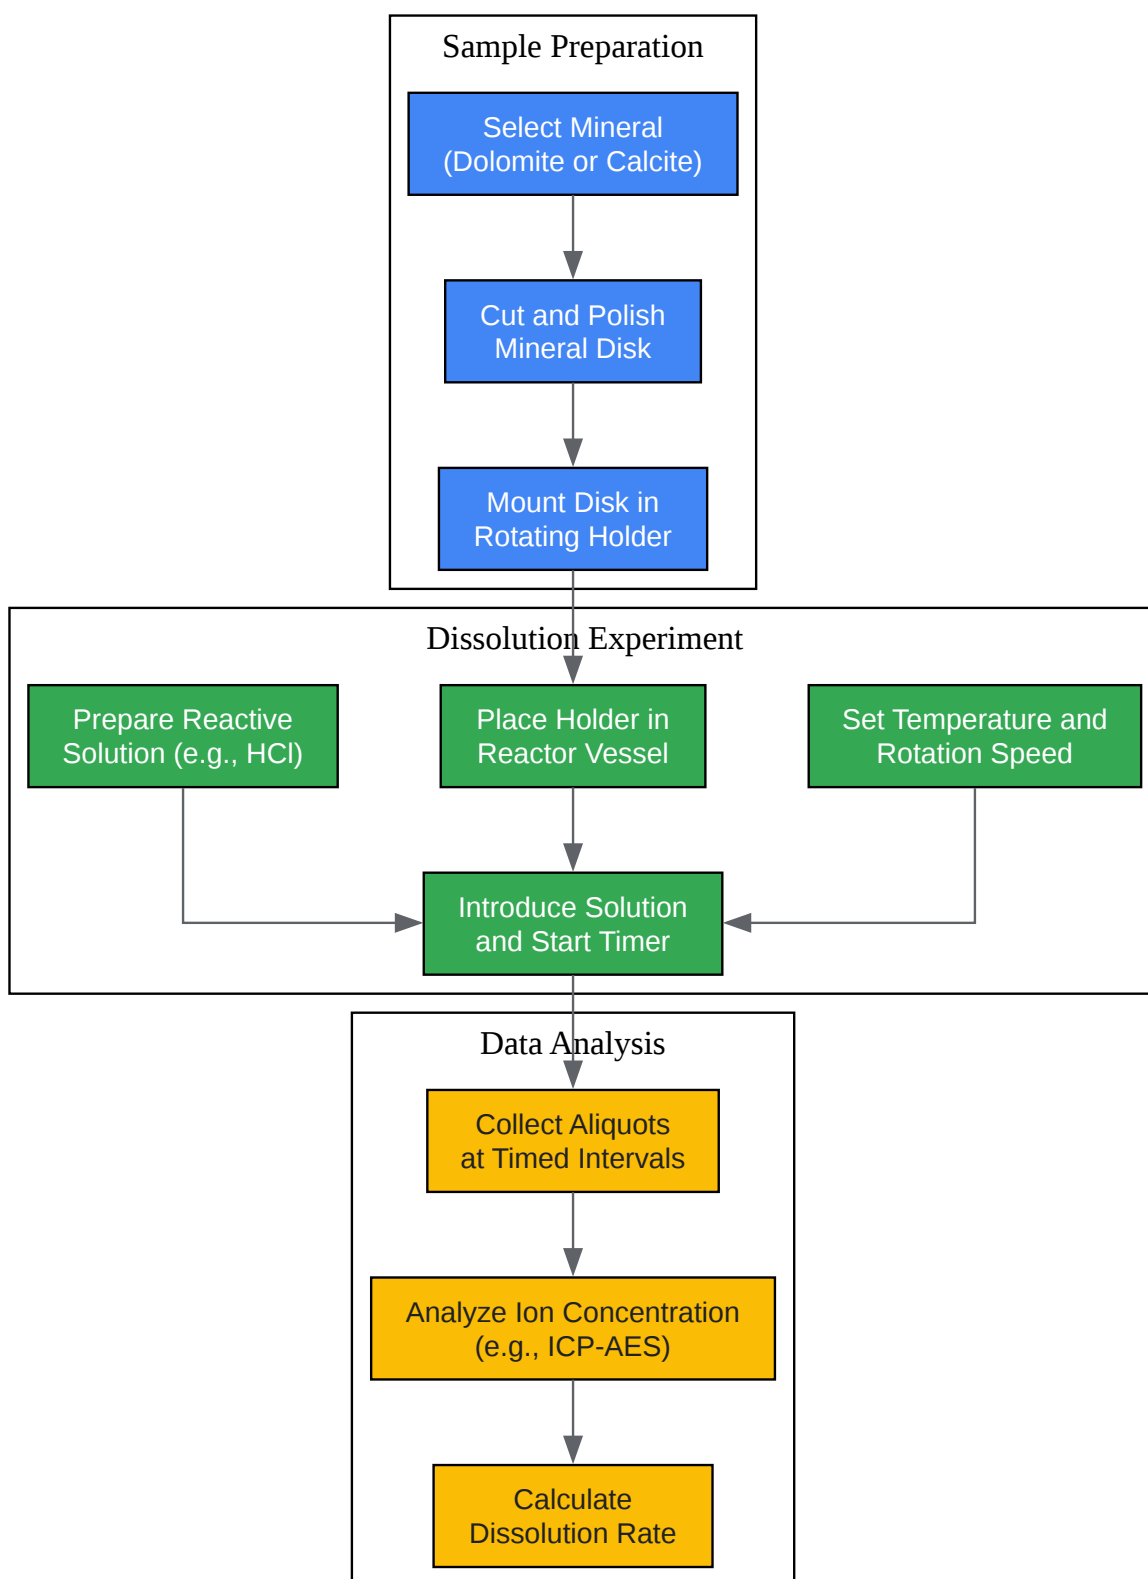 Sample Preparation
Select Mineral
(Dolomite or Calcite)
Cut and Polish
Mineral Disk
Mount Disk in
Rotating Holder
Dissolution Experiment
Prepare Reactive
Solution (e.g., HCl)
Place Holder in
Reactor Vessel
Set Temperature and
Rotation Speed
Introduce Solution
and Start Timer
Data Analysis
Collect Aliquots
at Timed Intervals
Analyze Ion Concentration
(e.g., ICP-AES)
Calculate
Dissolution Rate